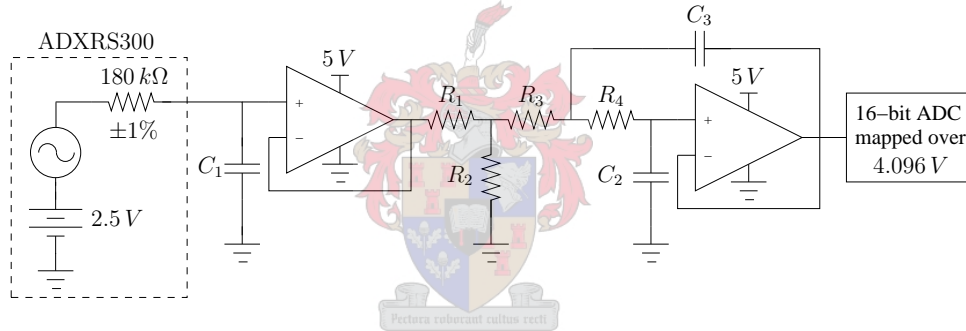 ADXRS300
180 kΩ
±1%
2.5 V
C₁
5 V
+
−
R₁
R₂
R₃
R₄
C₂
C₃
5 V
+
−
16–bit ADC
mapped over
4.096 V
Pectora roborant cultus recti